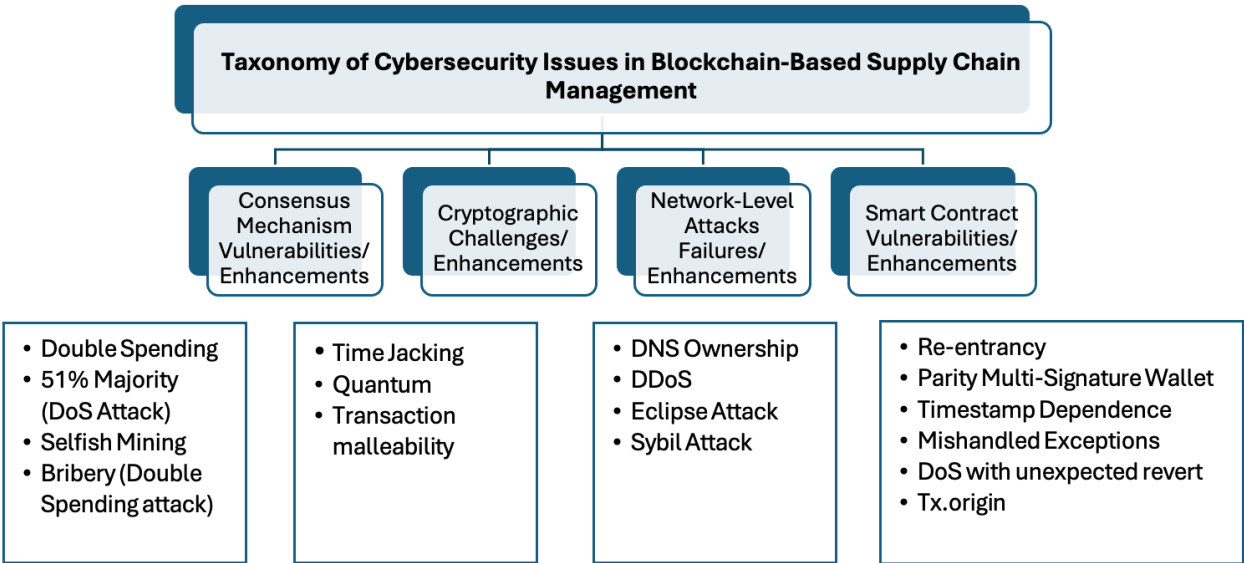 Taxonomy of Cybersecurity Issues in Blockchain-Based Supply Chain
Management
Consensus
Mechanism
Vulnerabilities/
Enhancements
Cryptographic
Challenges/
Enhancements
Network-Level
Attacks
Failures/
Enhancements
Smart Contract
Vulnerabilities/
Enhancements
• Double Spending
• 51% Majority
(DoS Attack)
• Selfish Mining
• Bribery (Double
Spending attack)
• Time Jacking
• Quantum
• Transaction
malleability
• DNS Ownership
• DDoS
• Eclipse Attack
• Sybil Attack
• Re-entrancy
• Parity Multi-Signature Wallet
• Timestamp Dependence
• Mishandled Exceptions
• DoS with unexpected revert
• Tx.origin